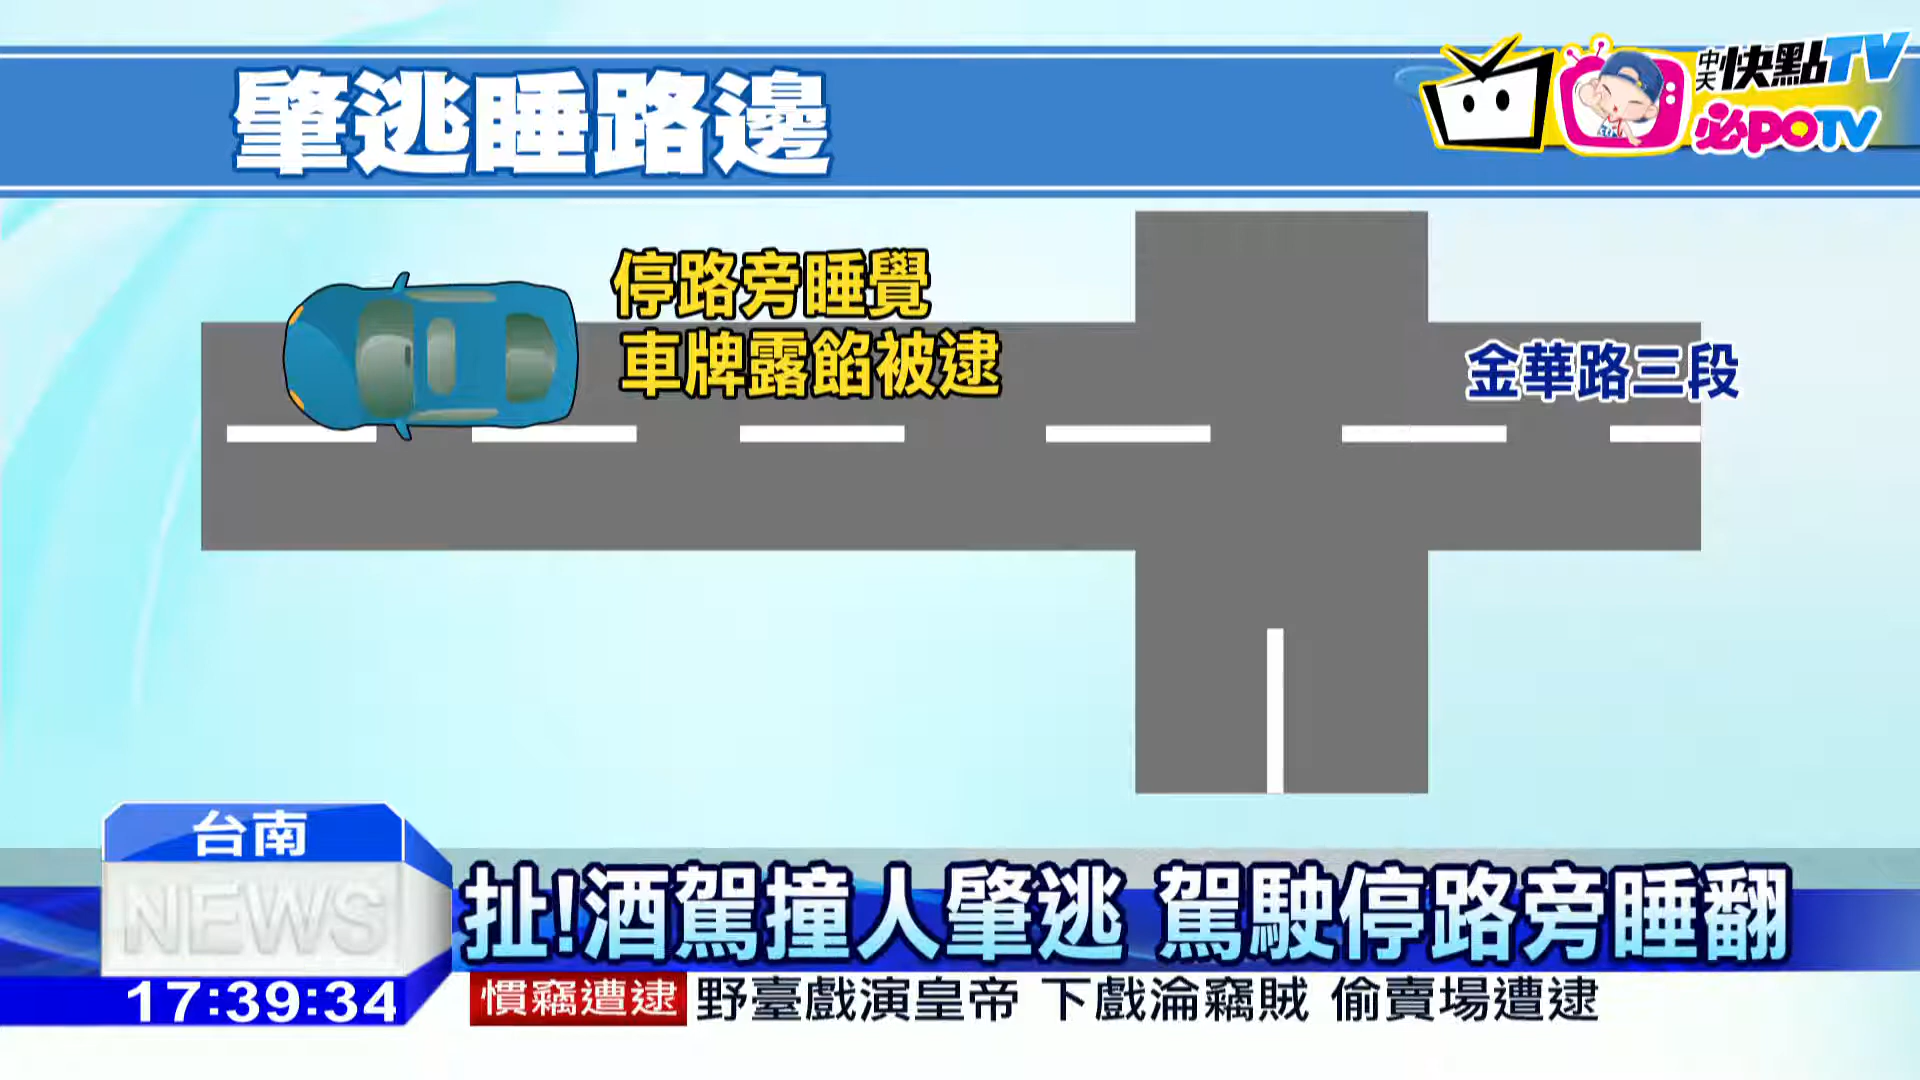 肇逃睡路邊
中天快點TV
必POTV
停路旁睡覺
車牌露餡被逮
金華路三段
台南
NEWS
扯!酒駕撞人肇逃 駕駛停路旁睡翻
17:39:34
慣竊遭逮 野臺戲演皇帝 下戲淪竊賊 偷賣場遭逮